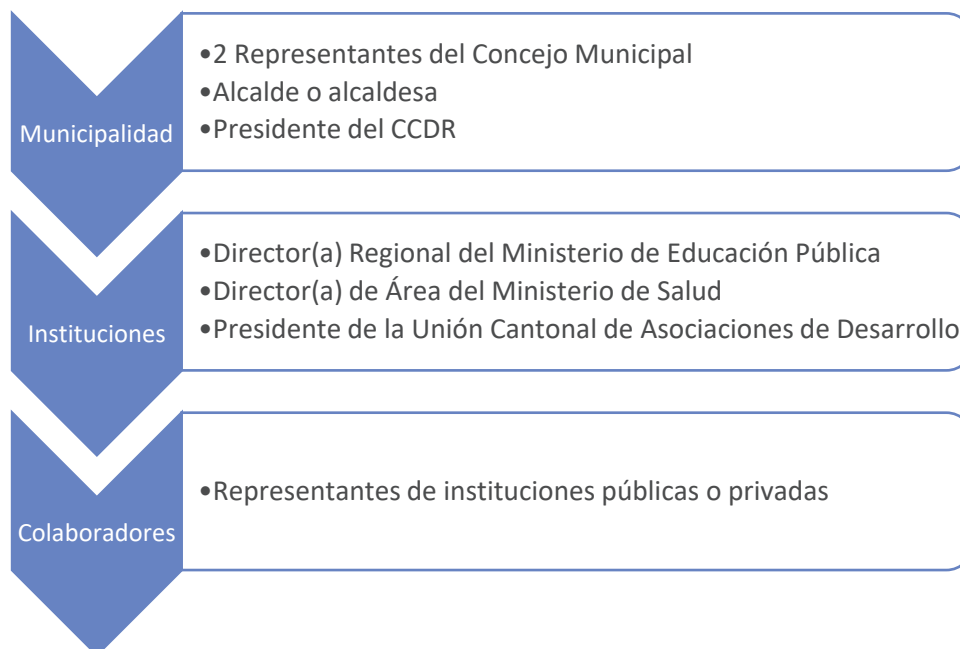 Municipalidad
•2 Representantes del Concejo Municipal
•Alcalde o alcaldesa
•Presidente del CCDR
Instituciones
•Director(a) Regional del Ministerio de Educación Pública
•Director(a) de Área del Ministerio de Salud
•Presidente de la Unión Cantonal de Asociaciones de Desarrollo
Colaboradores
•Representantes de instituciones públicas o privadas